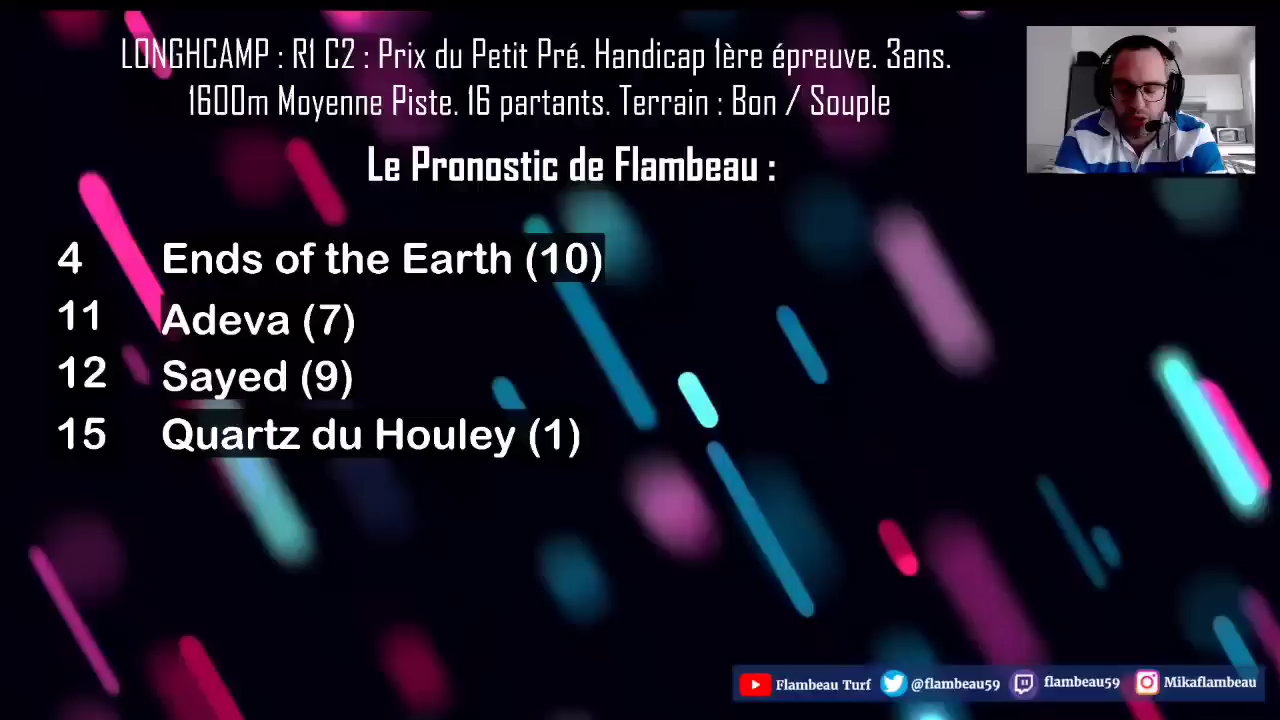 LONGHCAMP : R1 C2 : Prix du Petit Pré. Handicap 1ère épreuve. 3ans.
1600m Moyenne Piste. 16 partants. Terrain : Bon / Souple
Le Pronostic de Flambeau :
4 Ends of the Earth (10)
11 Adeva (7)
12 Sayed (9)
15 Quartz du Houley (1)
Flambeau Turf @flambeau59 flambeau59 Mikaflambeau